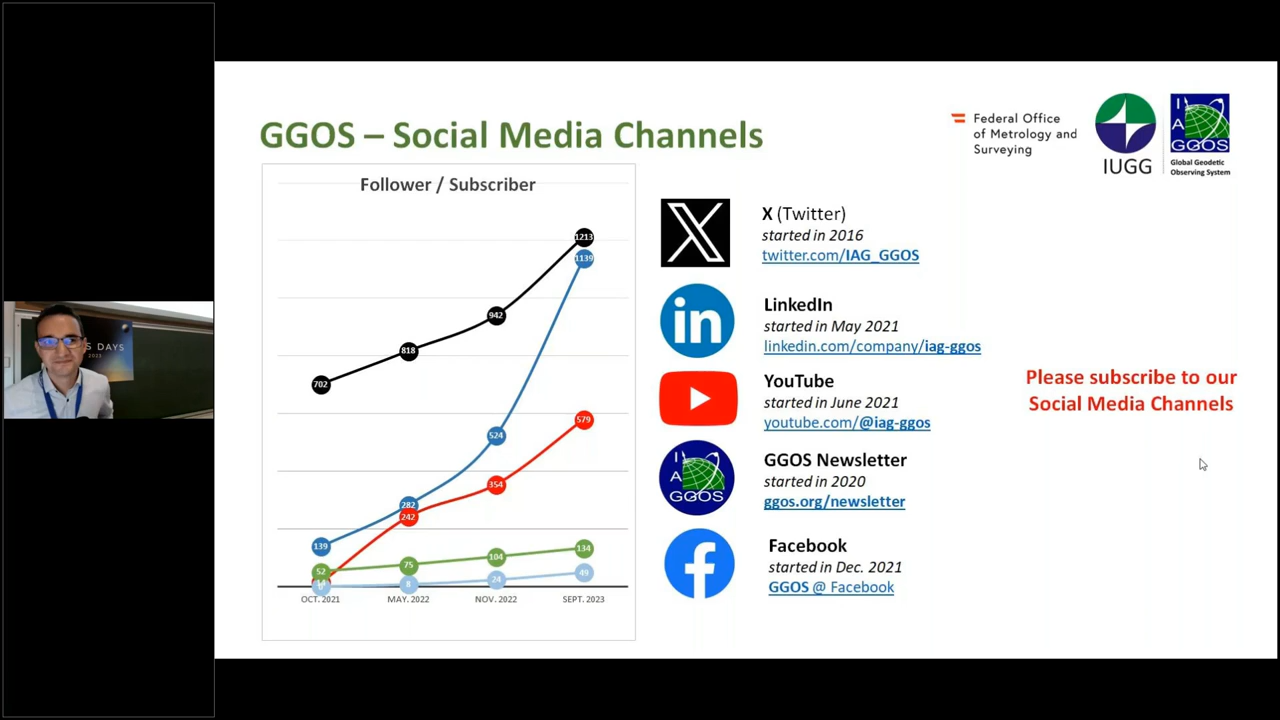 GGOS – Social Media Channels
Federal Office
of Metrology and
Surveying
IUGG
I
A
G
GGOS
Global Geodetic
Observing System
Follower / Subscriber
1213
1139
942
818
702
579
524
354
282
242
139
134
104
75
52
49
24
8
OCT. 2021
MAY. 2022
NOV. 2022
SEPT. 2023
X (Twitter)
started in 2016
twitter.com/IAG_GGOS
in
LinkedIn
started in May 2021
linkedin.com/company/iag-ggos
YouTube
started in June 2021
youtube.com/@iag-ggos
I
A
GGOS
GGOS Newsletter
started in 2020
ggos.org/newsletter
Facebook
started in Dec. 2021
GGOS @ Facebook
Please subscribe to our
Social Media Channels
S DAYS